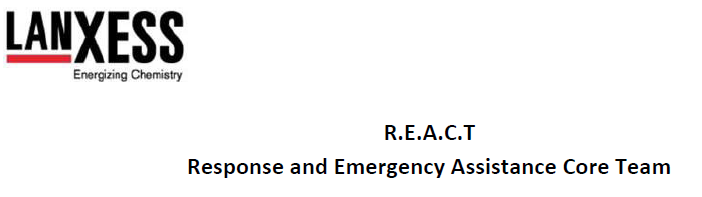 LANXESS
Energizing Chemistry
R.E.A.C.T
Response and Emergency Assistance Core Team